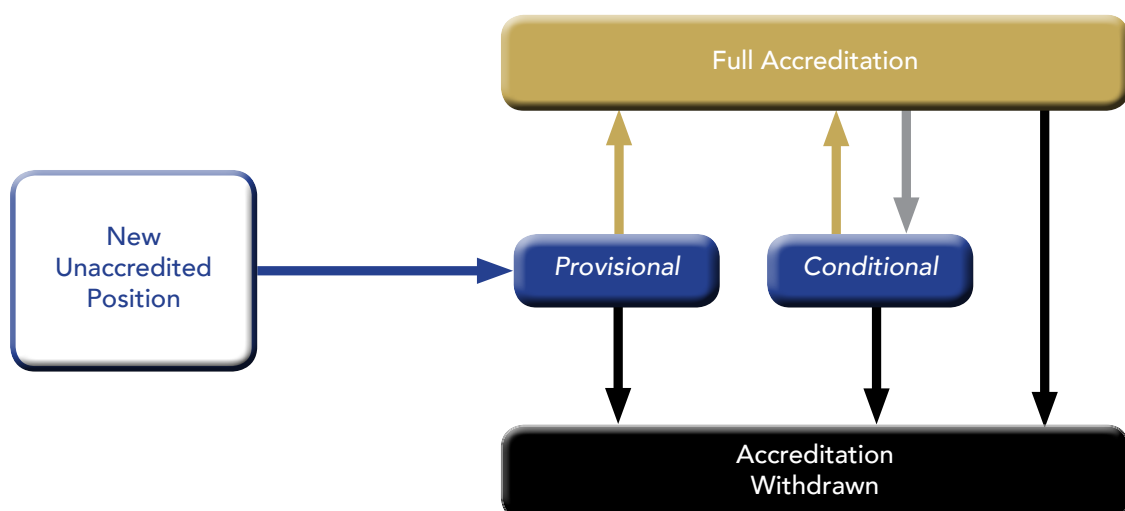 Full Accreditation
New
Unaccredited
Position
Provisional
Conditional
Accreditation
Withdrawn